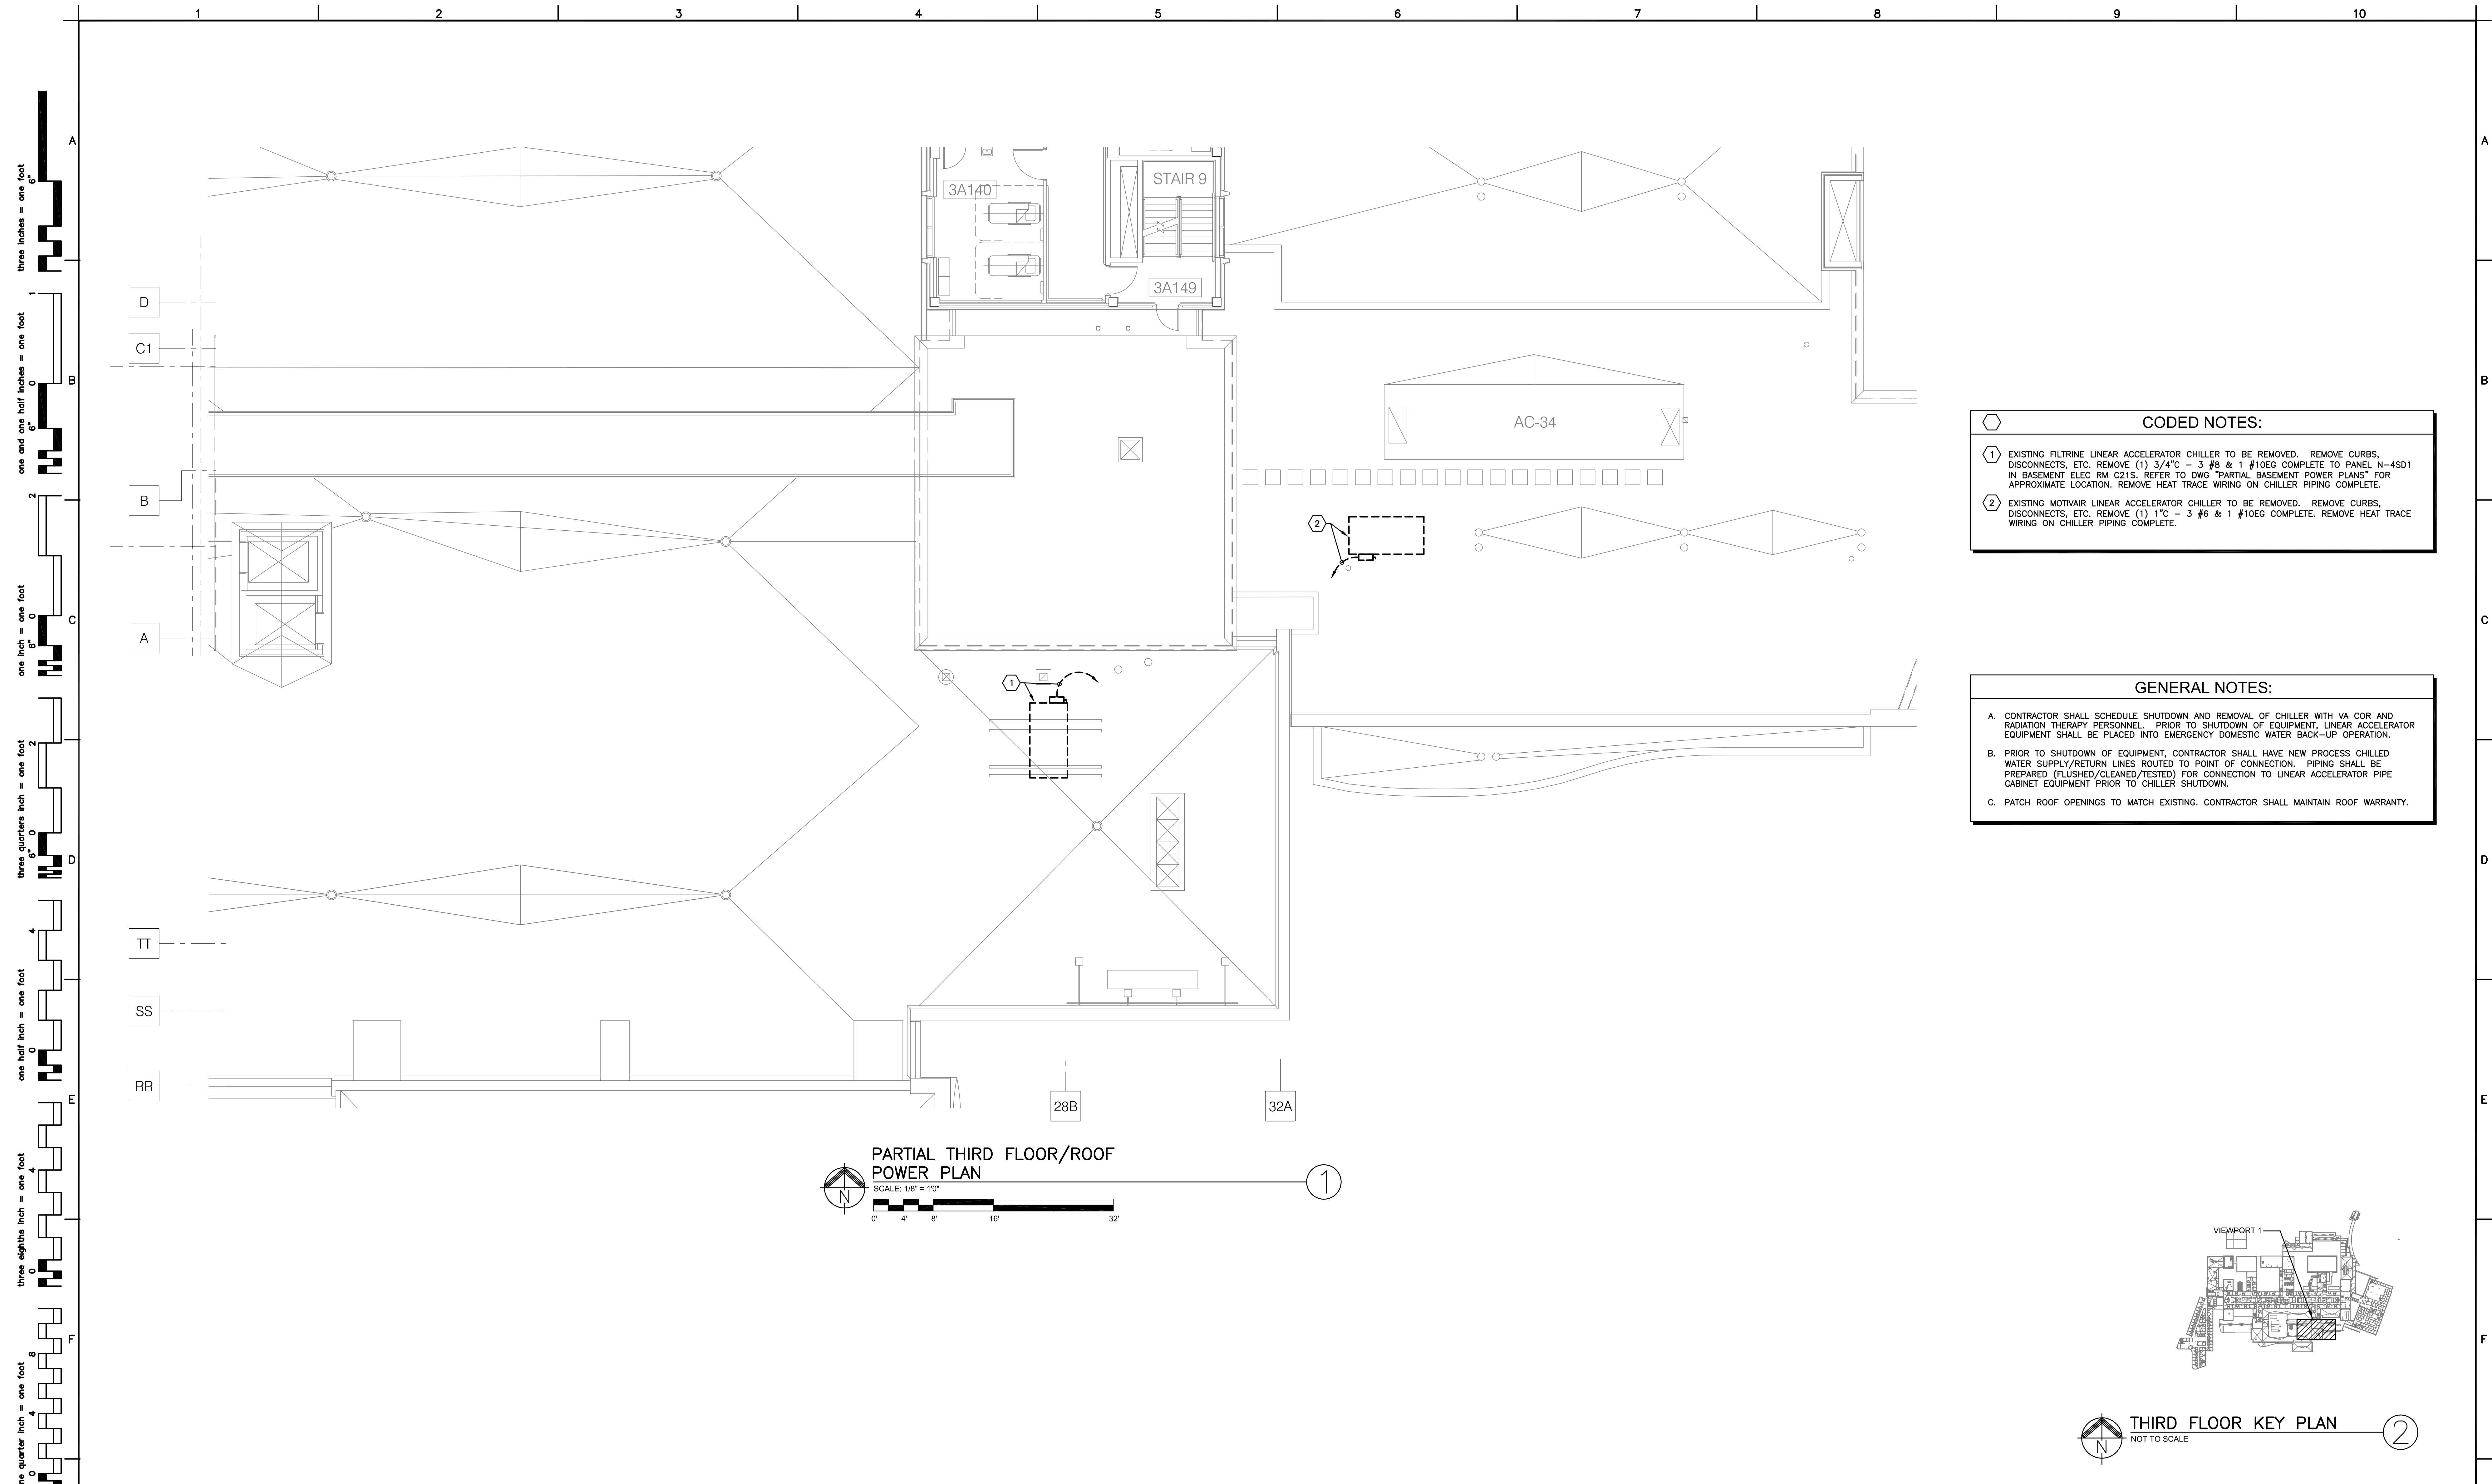 1 2 3 4 5 6 7 8 9 10
A
B
C
D
E
F
A
B
C
D
E
F
three inches = one foot
6"
one and one half inches = one foot
6" 0 1
one inch = one foot
6" 0 2
three quarters inch = one foot
6" 0 2
one half inch = one foot
0 4
three eighths inch = one foot
0 4
one quarter inch = one foot
0 4 8
3A140
STAIR 9
3A149
D
C1
B
A
TT
SS
RR
AC-34
2
1
28B
32A
CODED NOTES:
1 EXISTING FILTRINE LINEAR ACCELERATOR CHILLER TO BE REMOVED. REMOVE CURBS,
DISCONNECTS, ETC. REMOVE (1) 3/4"C – 3 #8 & 1 #10EG COMPLETE TO PANEL N-4SD1
IN BASEMENT ELEC RM C21S. REFER TO DWG "PARTIAL BASEMENT POWER PLANS" FOR
APPROXIMATE LOCATION. REMOVE HEAT TRACE WIRING ON CHILLER PIPING COMPLETE.
2 EXISTING MOTIVAIR LINEAR ACCELERATOR CHILLER TO BE REMOVED. REMOVE CURBS,
DISCONNECTS, ETC. REMOVE (1) 1"C – 3 #6 & 1 #10EG COMPLETE. REMOVE HEAT TRACE
WIRING ON CHILLER PIPING COMPLETE.
GENERAL NOTES:
A. CONTRACTOR SHALL SCHEDULE SHUTDOWN AND REMOVAL OF CHILLER WITH VA COR AND
RADIATION THERAPY PERSONNEL. PRIOR TO SHUTDOWN OF EQUIPMENT, LINEAR ACCELERATOR
EQUIPMENT SHALL BE PLACED INTO EMERGENCY DOMESTIC WATER BACK-UP OPERATION.
B. PRIOR TO SHUTDOWN OF EQUIPMENT, CONTRACTOR SHALL HAVE NEW PROCESS CHILLED
WATER SUPPLY/RETURN LINES ROUTED TO POINT OF CONNECTION. PIPING SHALL BE
PREPARED (FLUSHED/CLEANED/TESTED) FOR CONNECTION TO LINEAR ACCELERATOR PIPE
CABINET EQUIPMENT PRIOR TO CHILLER SHUTDOWN.
C. PATCH ROOF OPENINGS TO MATCH EXISTING. CONTRACTOR SHALL MAINTAIN ROOF WARRANTY.
PARTIAL THIRD FLOOR/ROOF
POWER PLAN
SCALE: 1/8" = 1'0"
N
1
0' 4' 8' 16' 32'
VIEWPORT 1
THIRD FLOOR KEY PLAN
NOT TO SCALE
N
2